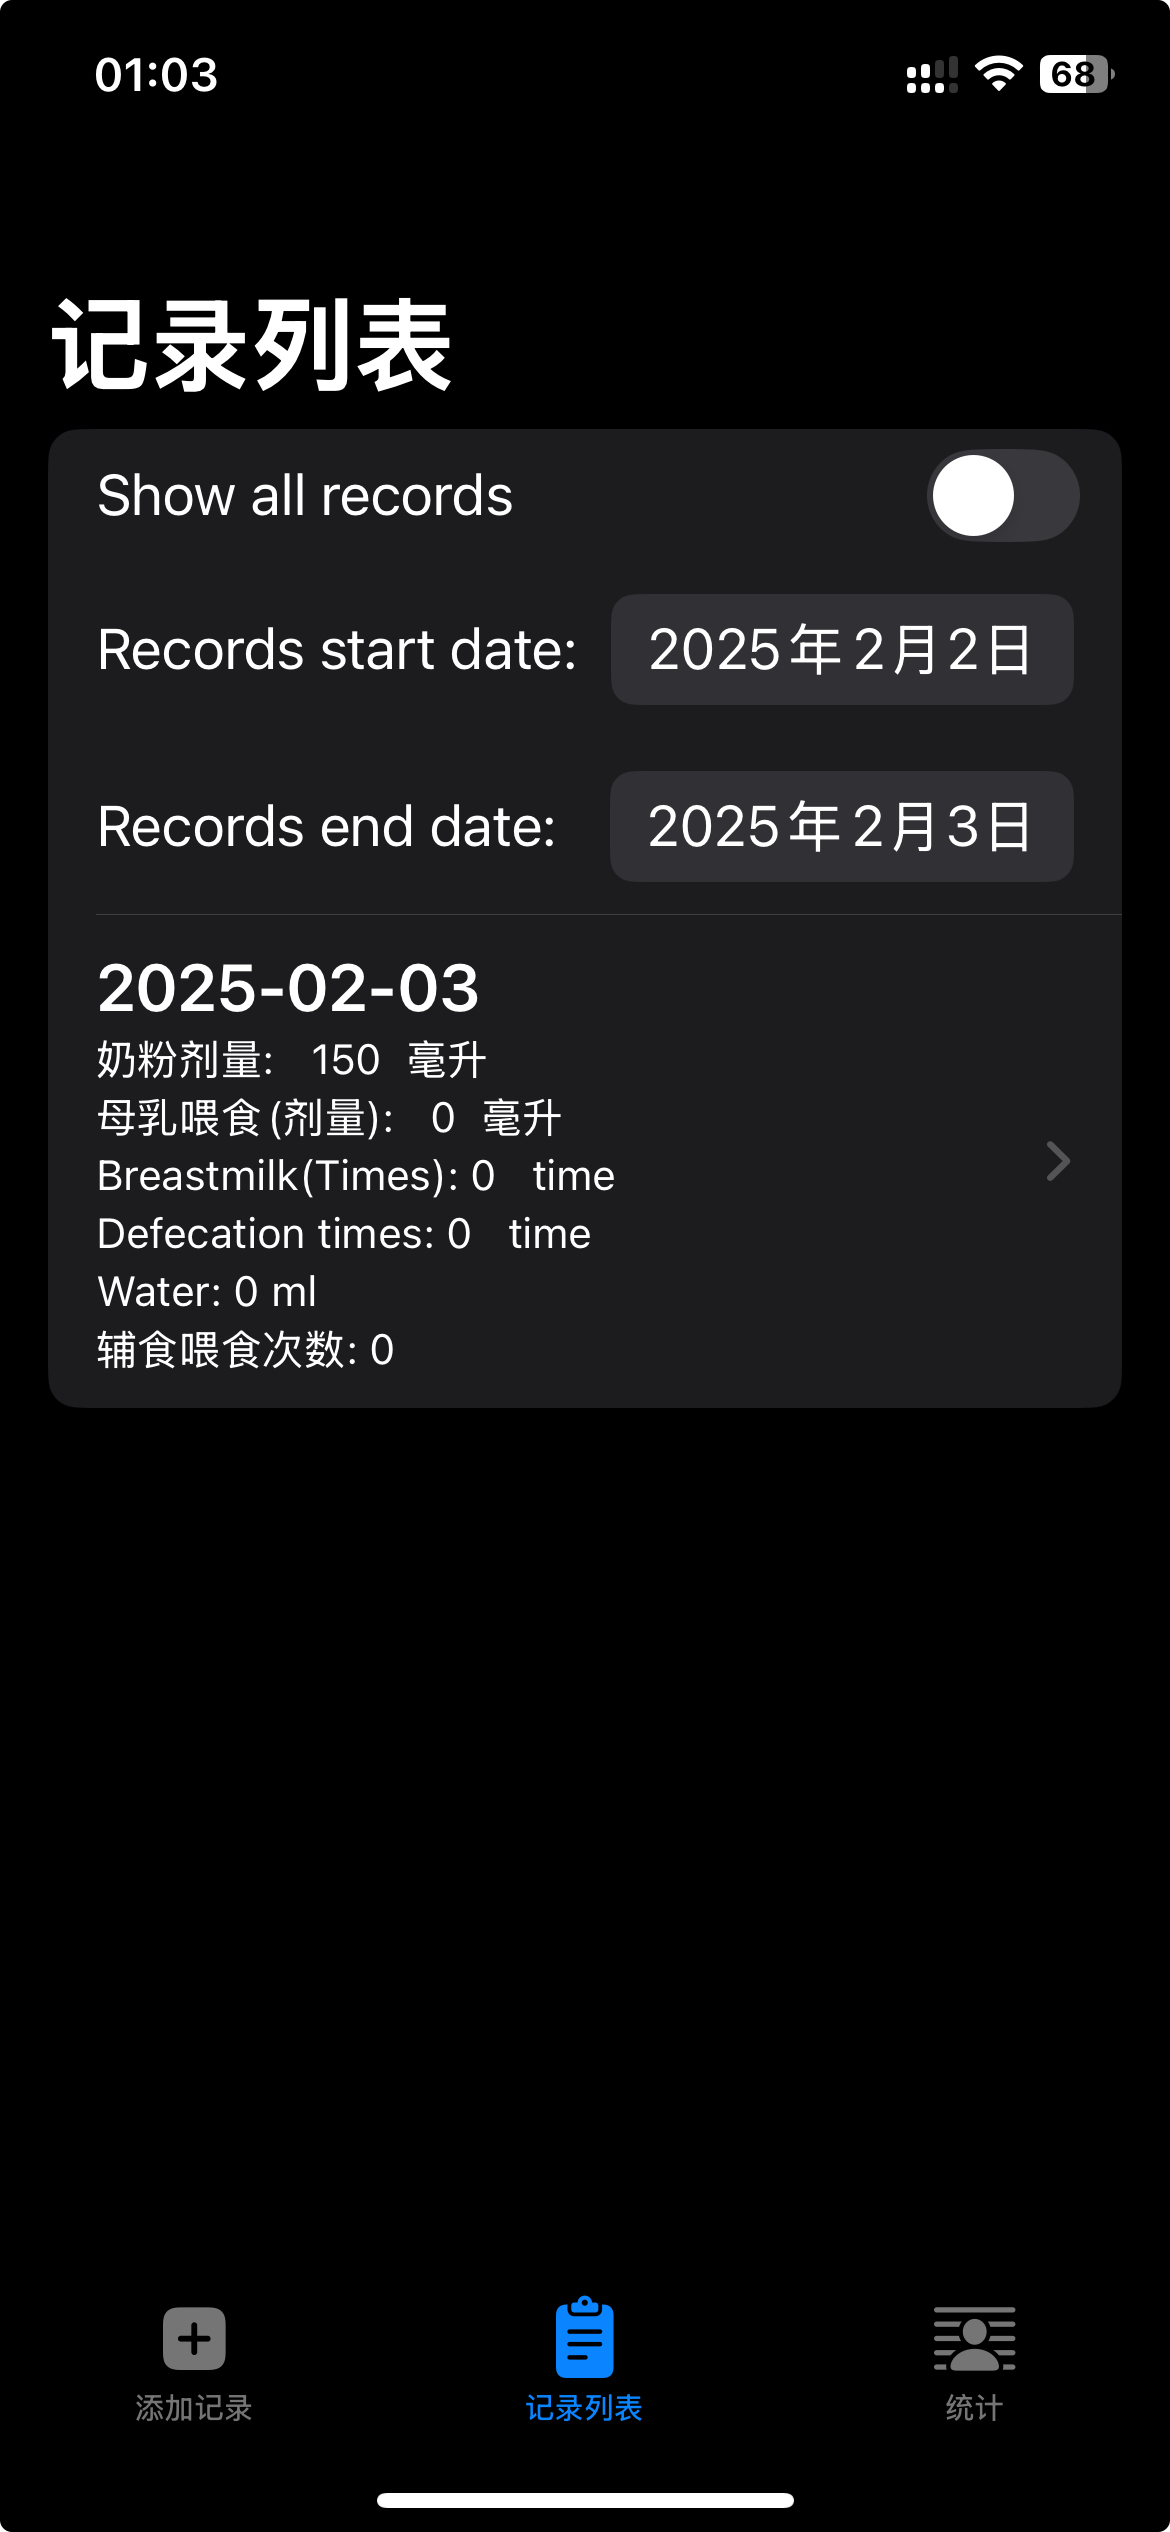 01:03
68
记录列表
Show all records
Records start date: 2025年2月2日
Records end date: 2025年2月3日
2025-02-03
奶粉剂量: 150 毫升
母乳喂食(剂量): 0 毫升
Breastmilk(Times): 0 time
Defecation times: 0 time
Water: 0 ml
辅食喂食次数: 0
添加记录
记录列表
统计